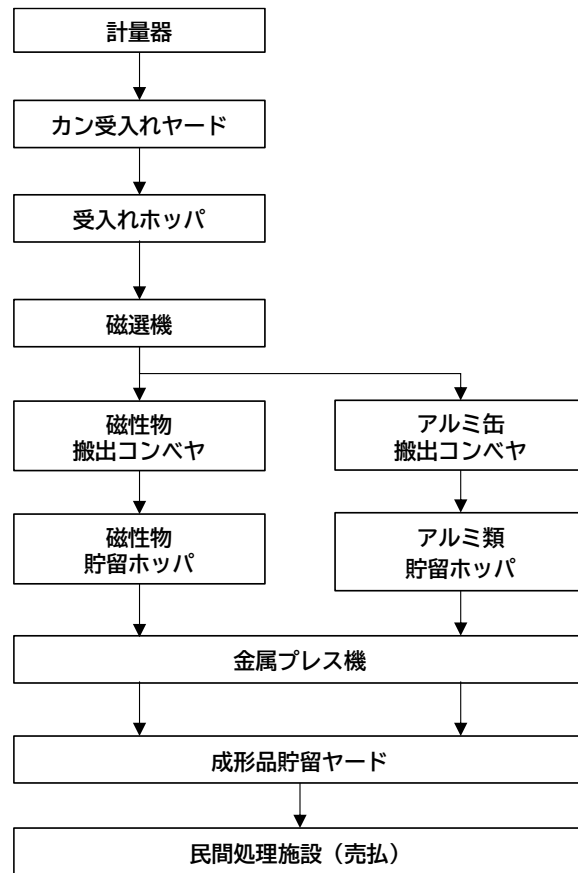 計量器
カン受入れヤード
受入れホッパ
磁選機
磁性物
搬出コンベヤ
アルミ缶
搬出コンベヤ
磁性物
貯留ホッパ
アルミ類
貯留ホッパ
金属プレス機
成形品貯留ヤード
民間処理施設（売払）